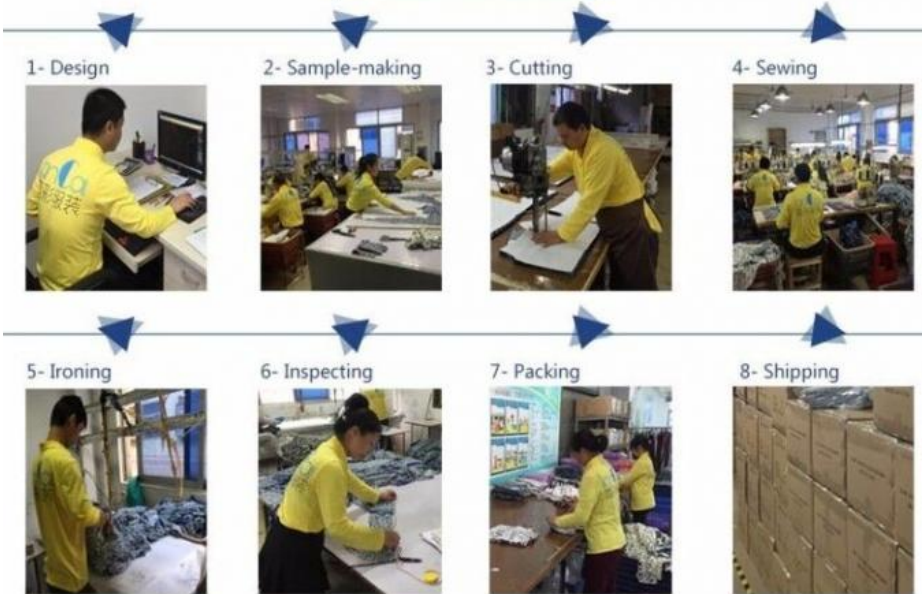 1- Design
2- Sample-making
3- Cutting
4- Sewing
5- Ironing
6- Inspecting
7- Packing
8- Shipping